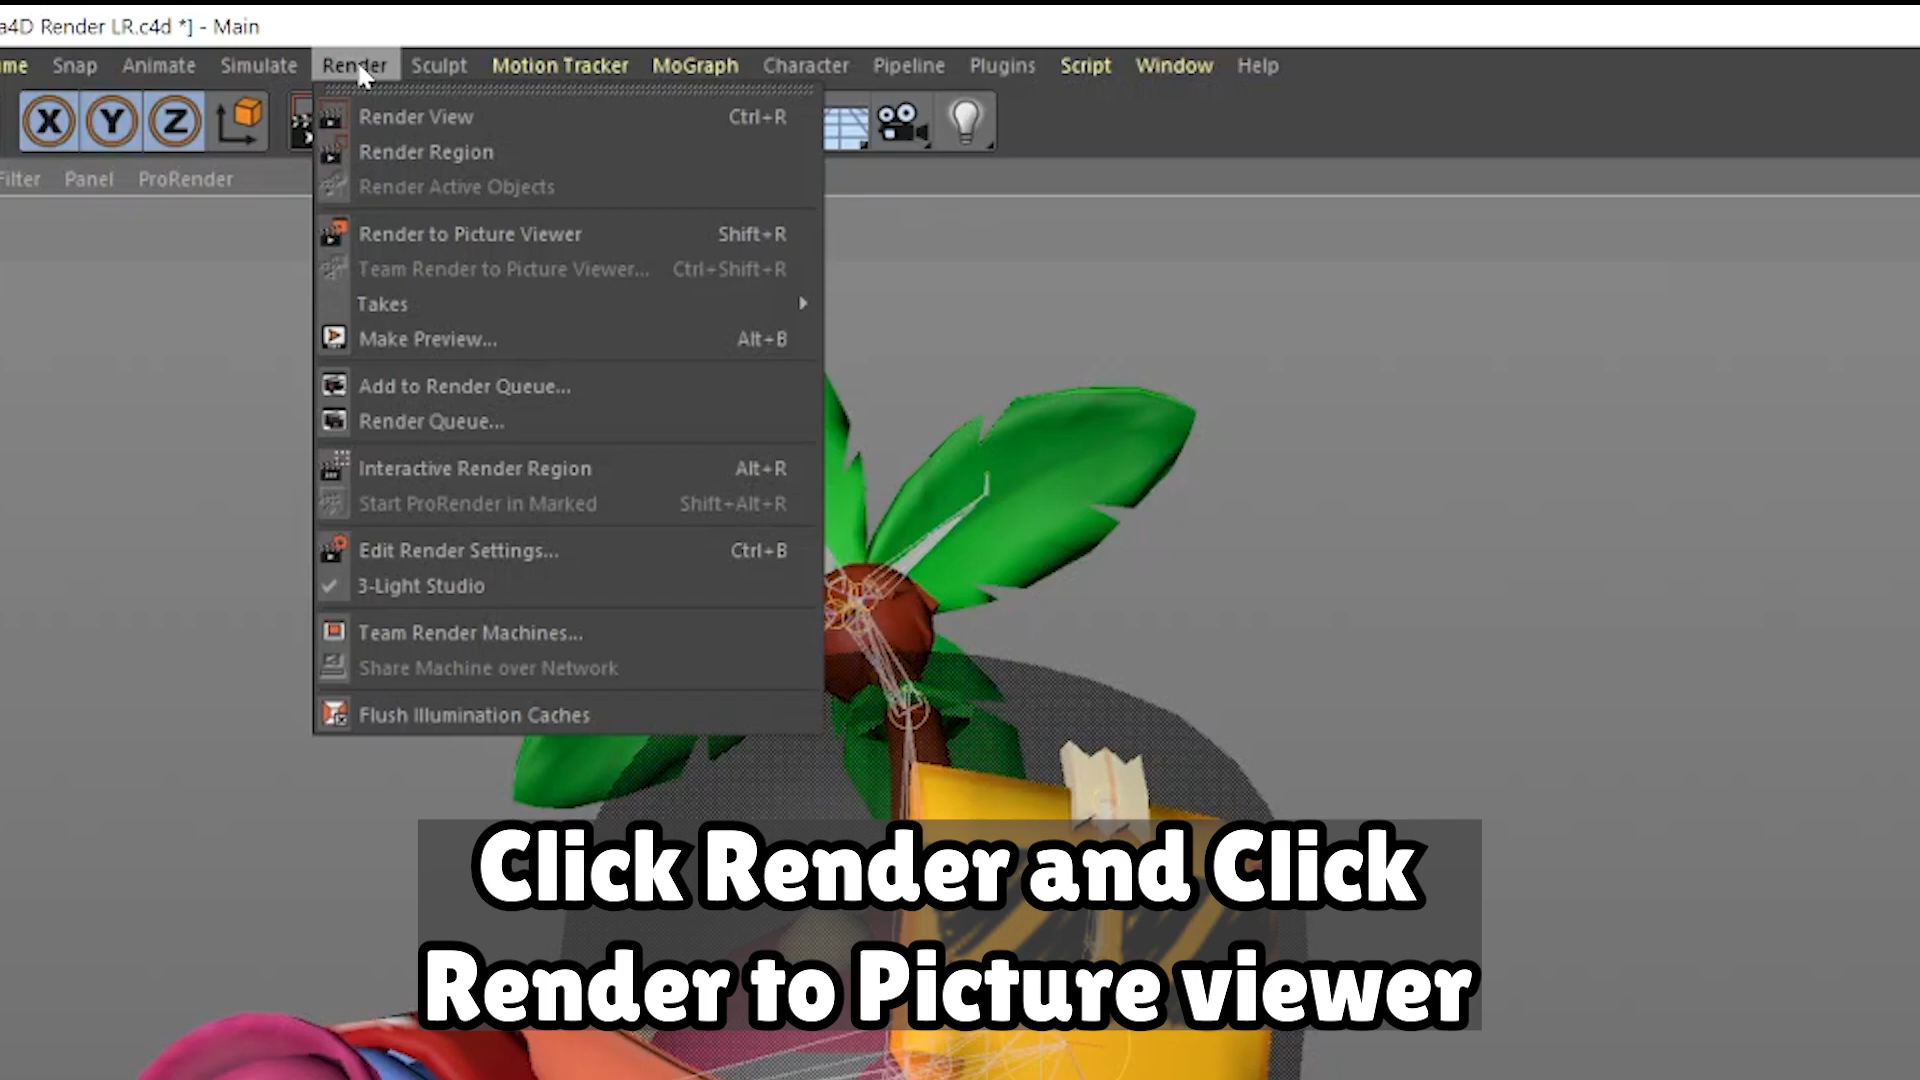 a4D Render LR.c4d *] - Main
me Snap Animate Simulate Render Sculpt Motion Tracker MoGraph Character Pipeline Plugins Script Window Help
X Y Z
Filter Panel ProRender
Render View Ctrl+R
Render Region
Render Active Objects
Render to Picture Viewer Shift+R
Team Render to Picture Viewer... Ctrl+Shift+R
Takes
Make Preview... Alt+B
Add to Render Queue...
Render Queue...
Interactive Render Region Alt+R
Start ProRender in Marked Shift+Alt+R
Edit Render Settings... Ctrl+B
3-Light Studio
Team Render Machines...
Share Machine over Network
Flush Illumination Caches
Click Render and Click
Render to Picture viewer